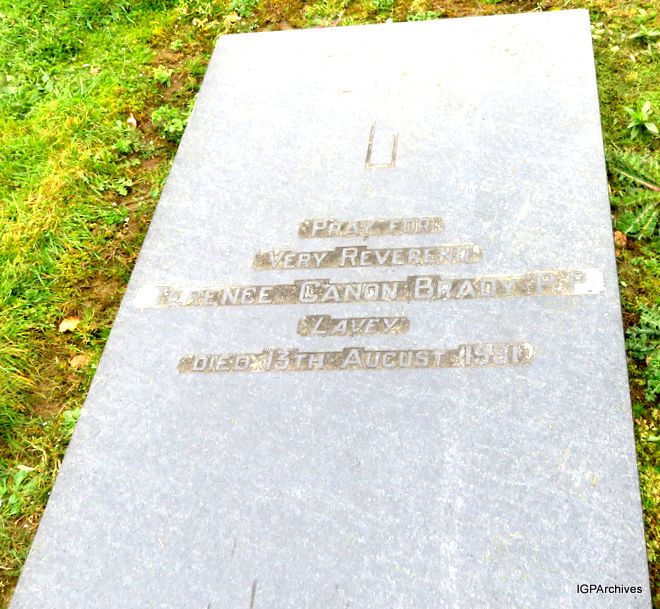 PRAY FOR
VERY REVEREND
CANON BRADY P.P.
LAVEY
DIED 13TH AUGUST
IGPArchives